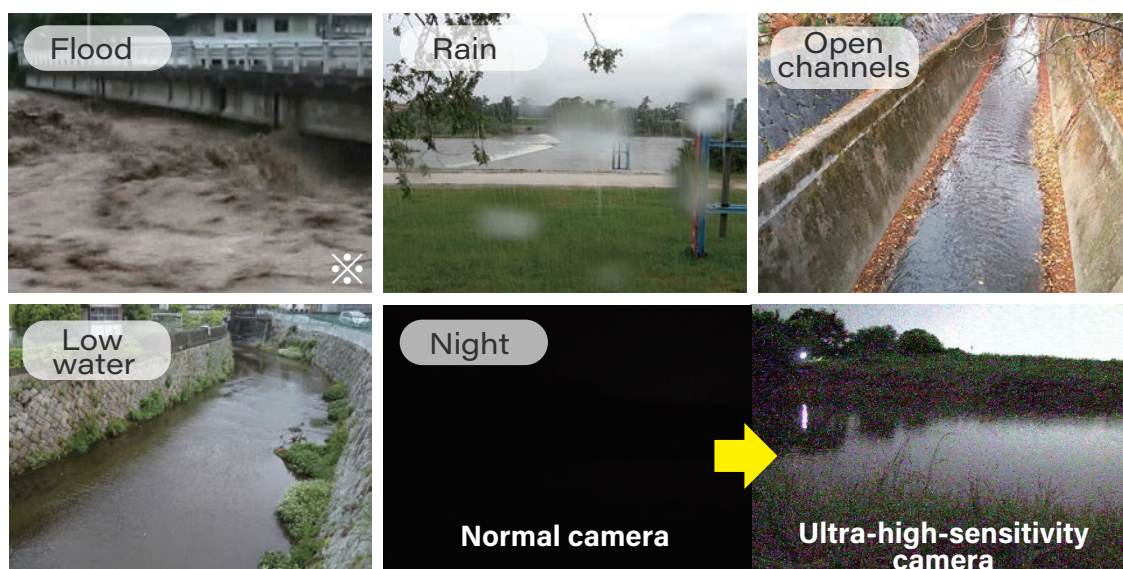 Flood
Rain
Open
channels
※
Low
water
Night
Normal camera
Ultra-high-sensitivity
camera